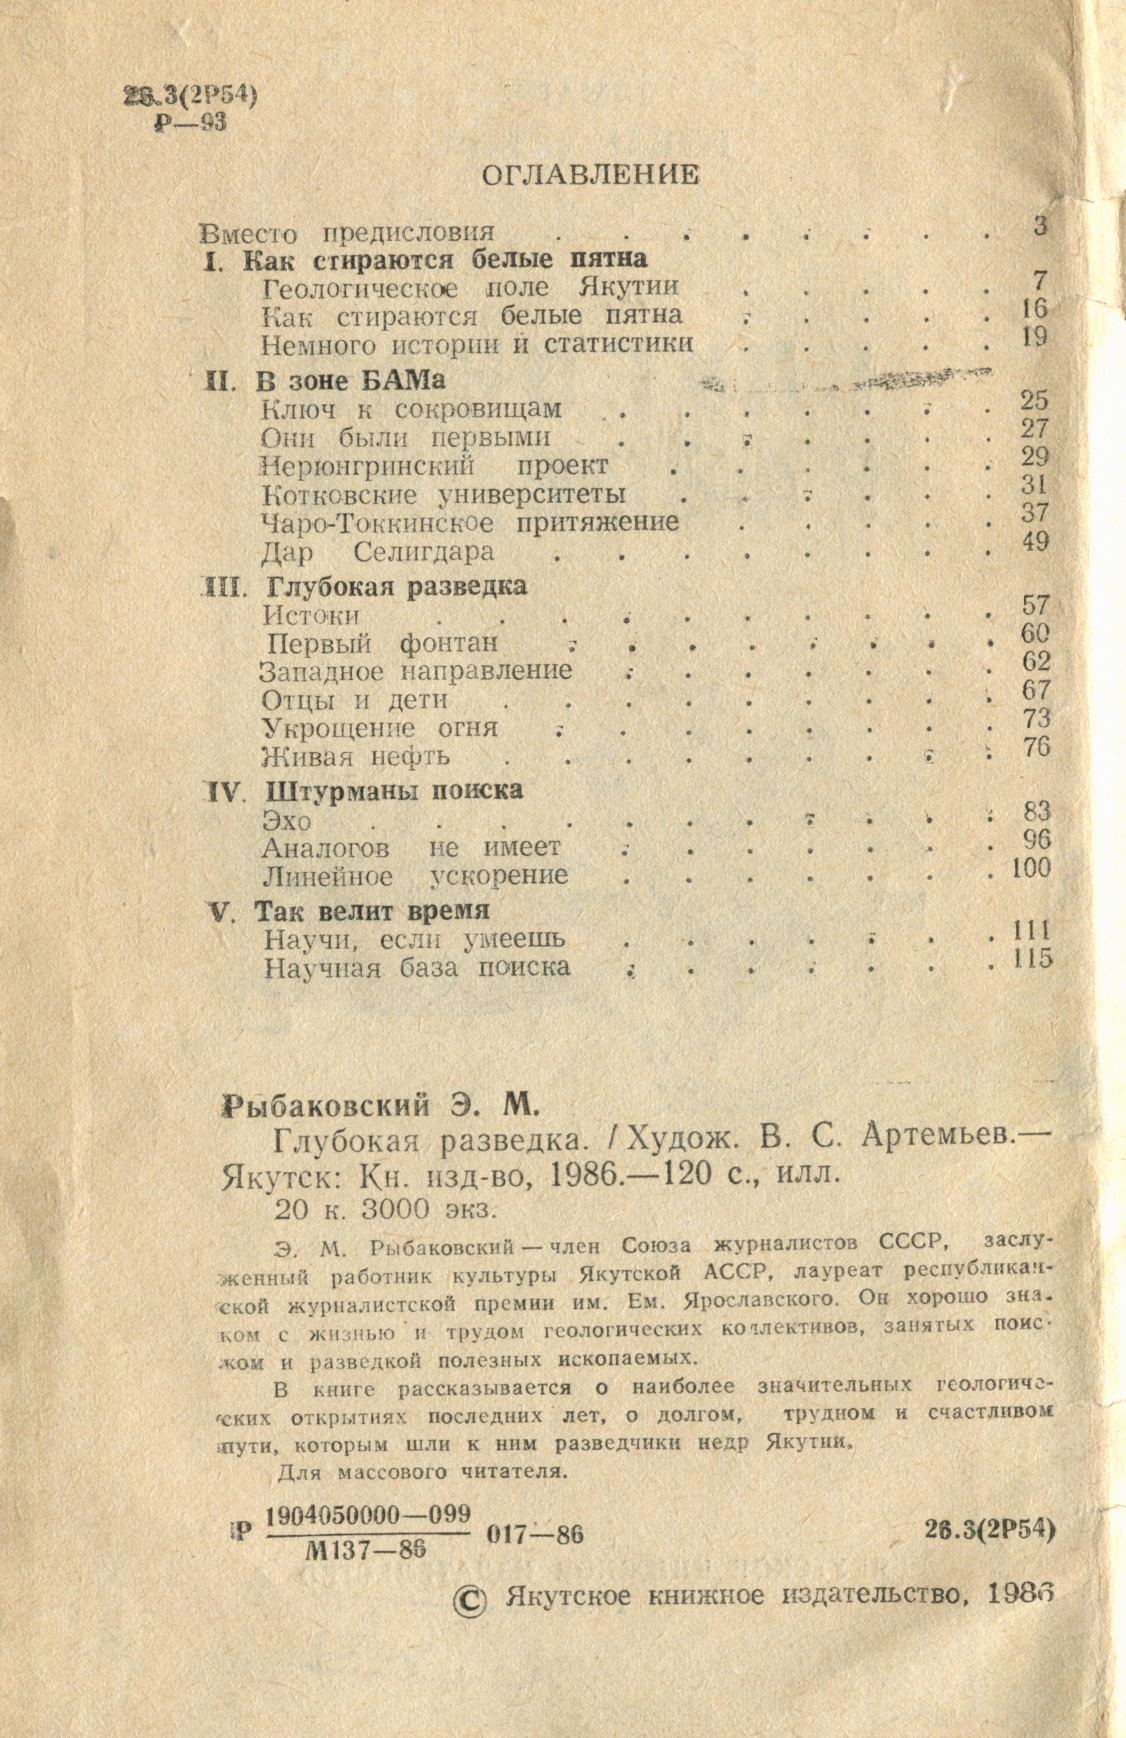 26.3(2Р54)
Р—93
ОГЛАВЛЕНИЕ
Вместо предисловия . . . . . . . . 3
I. Как стираются белые пятна
Геологическое поле Якутии . . . . . 7
Как стираются белые пятна . . . . . 16
Немного истории и статистики . . . . . 19
II. В зоне БАМа
Ключ к сокровищам . . . . . . . 25
Они были первыми . . . . . . . 27
Нерюнгринский проект . . . . . . 29
Котковские университеты . . . . . . 31
Чаро-Токкинское притяжение . . . . . 37
Дар Селигдара . . . . . . . . 49
III. Глубокая разведка
Истоки . . . . . . . . . . 57
Первый фонтан . . . . . . . . 60
Западное направление . . . . . . . 62
Отцы и дети . . . . . . . . . 67
Укрощение огня . . . . . . . . 73
Живая нефть . . . . . . . . . 76
IV. Штурманы поиска
Эхо . . . . . . . . . . . 83
Аналогов не имеет . . . . . . . 96
Линейное ускорение . . . . . . . 100
V. Так велит время
Научи, если умеешь . . . . . . . 111
Научная база поиска . . . . . . . 115
Рыбаковский Э. М.
Глубокая разведка. / Худож. В. С. Артемьев.—
Якутск: Кн. изд-во, 1986.—120 с., илл.
20 к. 3000 экз.
Э. М. Рыбаковский — член Союза журналистов СССР, заслу-
женный работник культуры Якутской АССР, лауреат республикан-
ской журналистской премии им. Ем. Ярославского. Он хорошо зна-
ком с жизнью и трудом геологических коллективов, занятых поис-
ком и разведкой полезных ископаемых.
В книге рассказывается о наиболее значительных геологиче-
ских открытиях последних лет, о долгом, трудном и счастливом
пути, которым шли к ним разведчики недр Якутии.
Для массового читателя.
Р 1904050000—099 017—86 26.3(2Р54)
М137—86
© Якутское книжное издательство, 1986